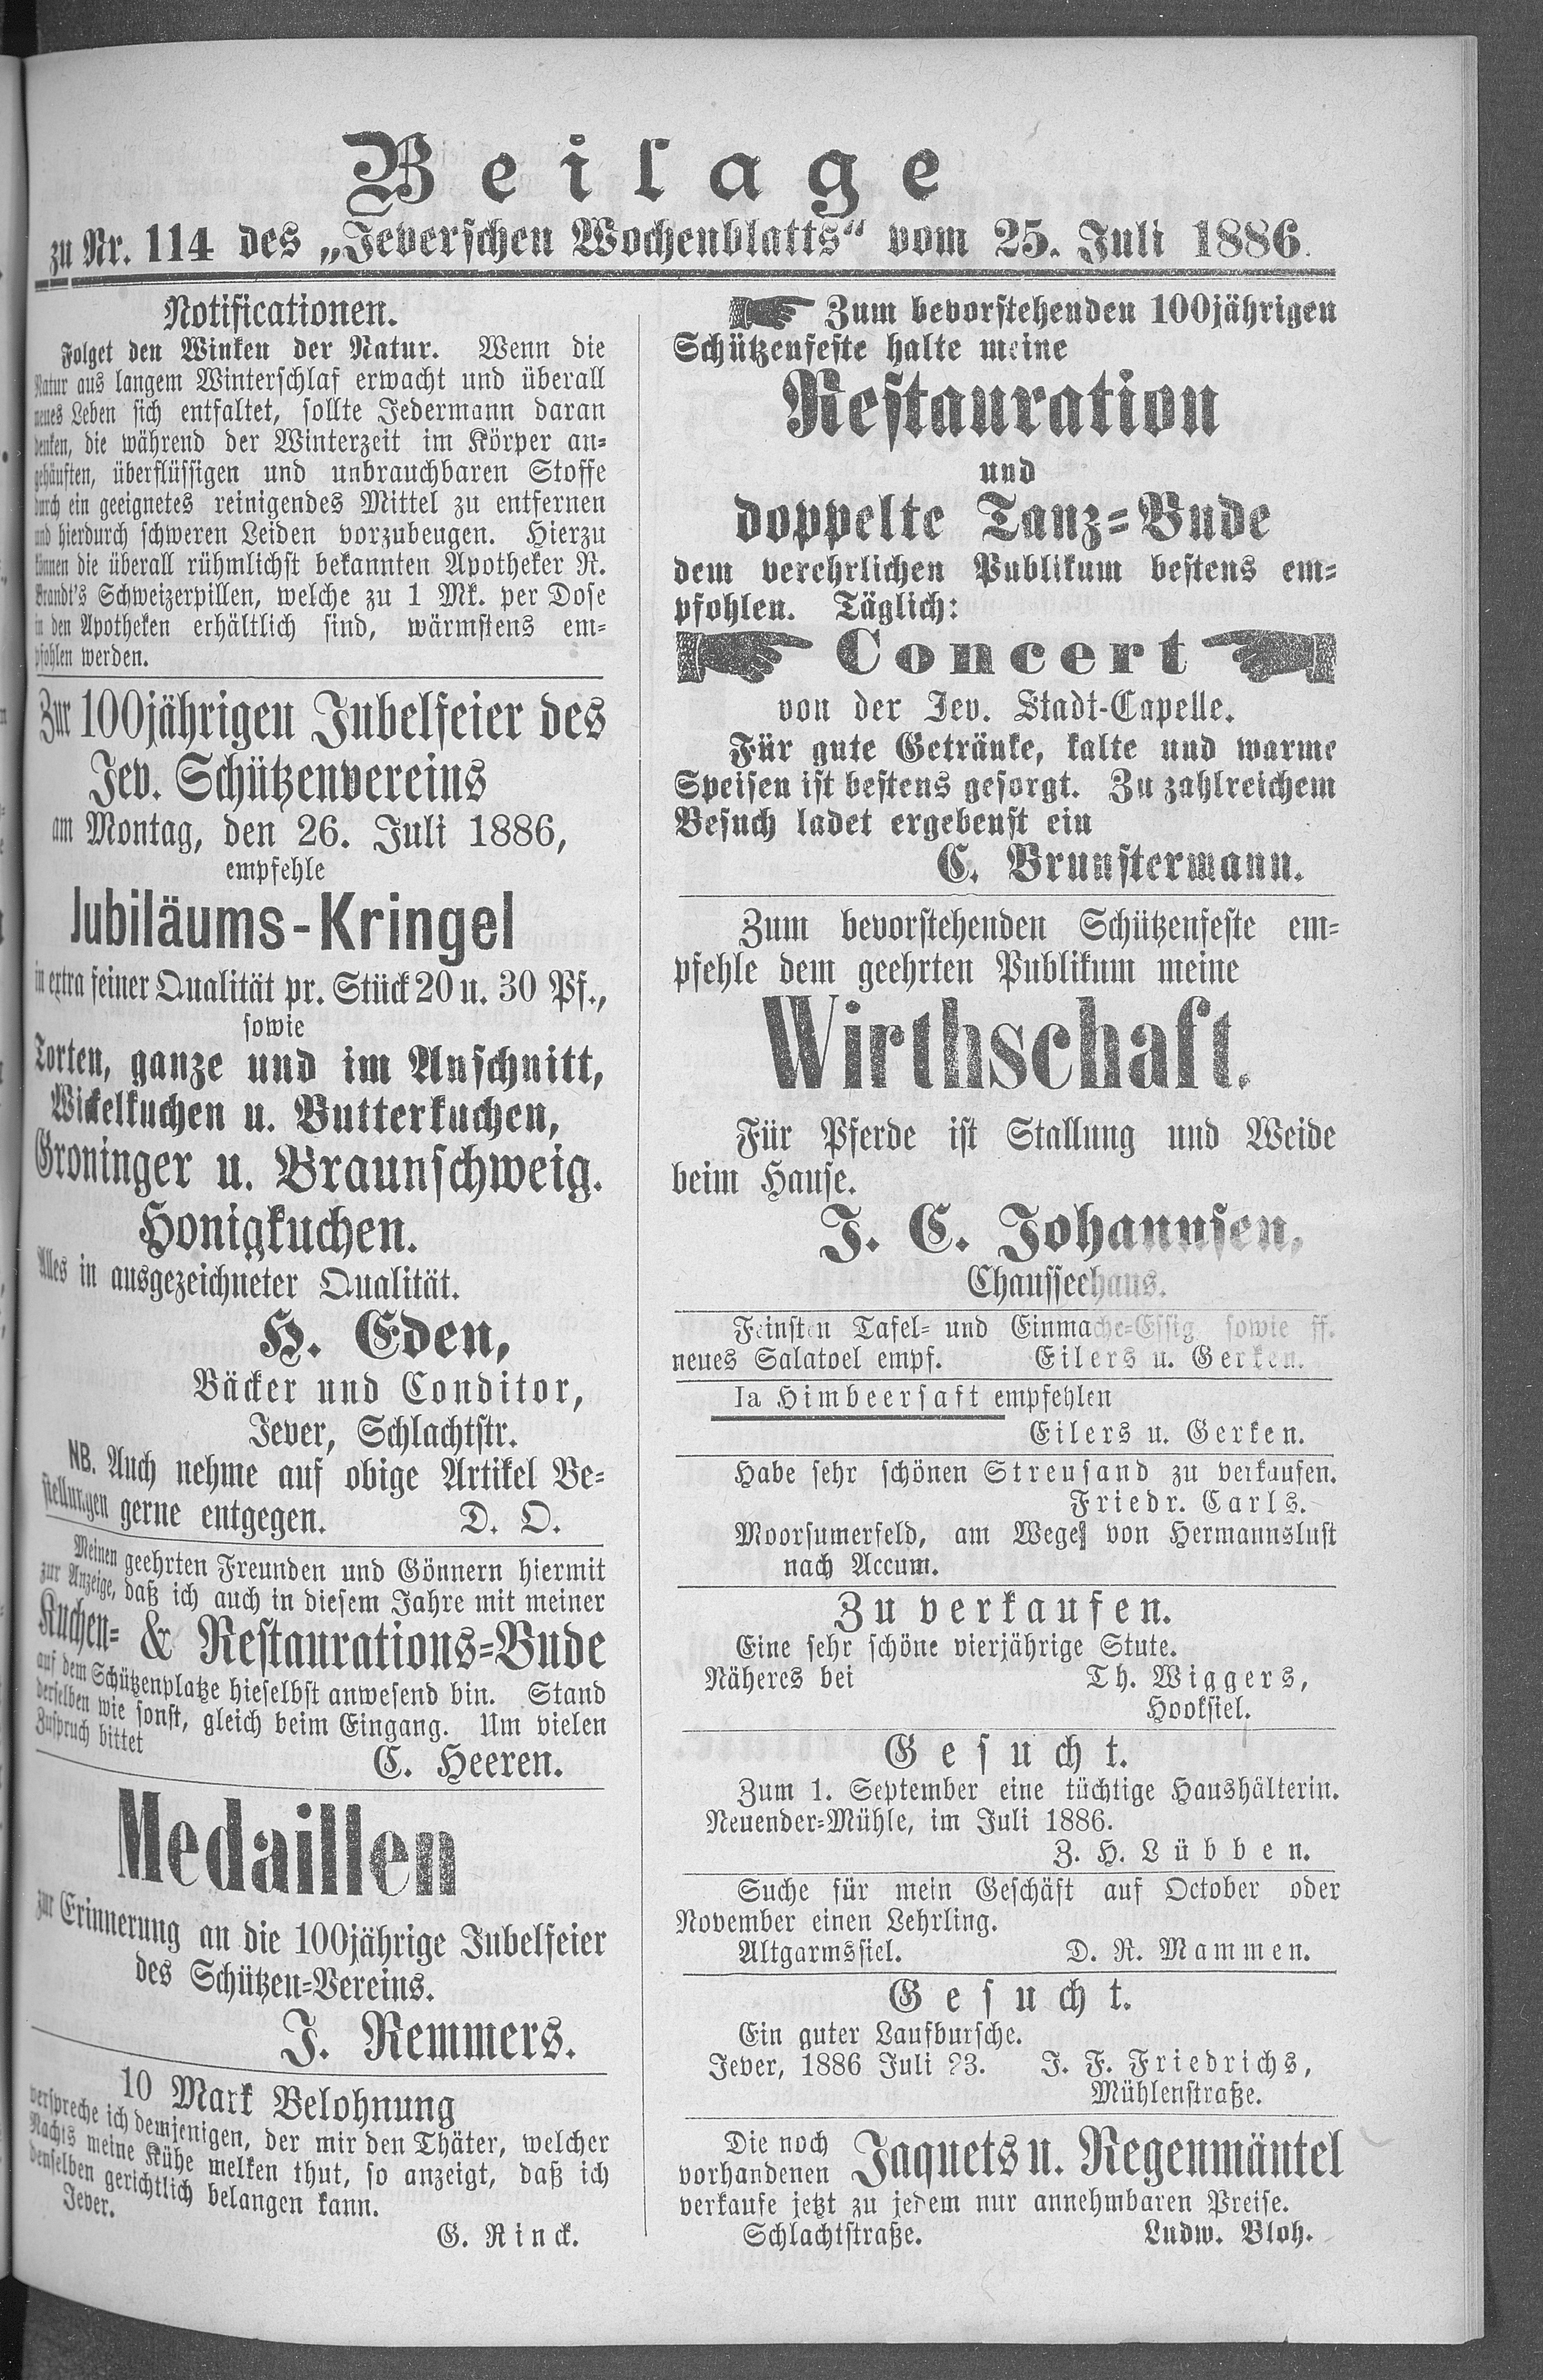 Beilage
zu Nr. 114 des „Jeverschen Wochenblatts“ vom 25. Juli 1886.
Notificationen.
Folget den Winken der Natur. Wenn die
Natur aus langem Winterschlaf erwacht und überall
neues Leben sich entfaltet, sollte Jedermann daran
denken, die während der Winterzeit im Körper an-
gehäuften, überflüssigen und unbrauchbaren Stoffe
durch ein geeignetes reinigendes Mittel zu entfernen
und hierdurch schweren Leiden vorzubeugen. Hierzu
können die überall rühmlichst bekannten Apotheker R.
Brandt's Schweizerpillen, welche zu 1 Mk. per Dose
in den Apotheken erhältlich sind, wärmstens em-
pfohlen werden.
Zur 100jährigen Jubelfeier des
Jev. Schützenvereins
am Montag, den 26. Juli 1886,
empfehle
Jubiläums-Kringel
in extra feiner Qualität pr. Stück 20 u. 30 Pf.,
sowie
Torten, ganze und im Anschnitt,
Wickelkuchen u. Butterkuchen,
Groninger u. Braunschweig.
Honigkuchen.
Alles in ausgezeichneter Qualität.
H. Eden,
Bäcker und Conditor,
Jever, Schlachtstr.
NB. Auch nehme auf obige Artikel Be-
stellungen gerne entgegen. D. O.
Meinen geehrten Freunden und Gönnern hiermit
zur Anzeige, daß ich auch in diesem Jahre mit meiner
Kuchen- & Restaurations-Bude
auf dem Schützenplatze hieselbst anwesend bin. Stand
derselben wie sonst, gleich beim Eingang. Um vielen
Zuspruch bittet
C. Heeren.
Medaillen
zur Erinnerung an die 100jährige Jubelfeier
des Schützen-Vereins.
J. Remmers.
10 Mark Belohnung
verspreche ich demjenigen, der mir den Thäter, welcher
Nachts meine Kühe melken thut, so anzeigt, daß ich
denselben gerichtlich belangen kann.
Jever.
G. Rinck.
Zum bevorstehenden 100jährigen
Schützenfeste halte meine
Restauration
und
doppelte Tanz-Bude
dem verehrlichen Publikum bestens em-
pfohlen. Täglich:
Concert
von der Jev. Stadt-Capelle.
Für gute Getränke, kalte und warme
Speisen ist bestens gesorgt. Zu zahlreichem
Besuch ladet ergebenst ein
C. Brunstermann.
Zum bevorstehenden Schützenfeste em-
pfehle dem geehrten Publikum meine
Wirthschaft.
Für Pferde ist Stallung und Weide
beim Hause.
J. C. Johannsen,
Chausseehaus.
Feinsten Tafel- und Einmache-Essig sowie ff.
neues Salatoel empf. Eilers u. Gerken.
Ia Himbeersaft empfehlen
Eilers u. Gerken.
Habe sehr schönen Streusand zu verkaufen.
Friedr. Carls.
Moorsumerfeld, am Wege von Hermannslust
nach Accum.
Zu verkaufen.
Eine sehr schöne vierjährige Stute.
Näheres bei Th. Wiggers,
Hooksiel.
Gesucht.
Zum 1. September eine tüchtige Haushälterin.
Neuender-Mühle, im Juli 1886.
Z. H. Lübben.
Suche für mein Geschäft auf October oder
November einen Lehrling.
Altgarmssiel. D. R. Mammen.
Gesucht.
Ein guter Laufbursche.
Jever, 1886 Juli 23. J. F. Friedrichs,
Mühlenstraße.
Die noch
vorhandenen Jaquets u. Regenmäntel
verkaufe jetzt zu jedem nur annehmbaren Preise.
Schlachtstraße. Ludw. Bloh.